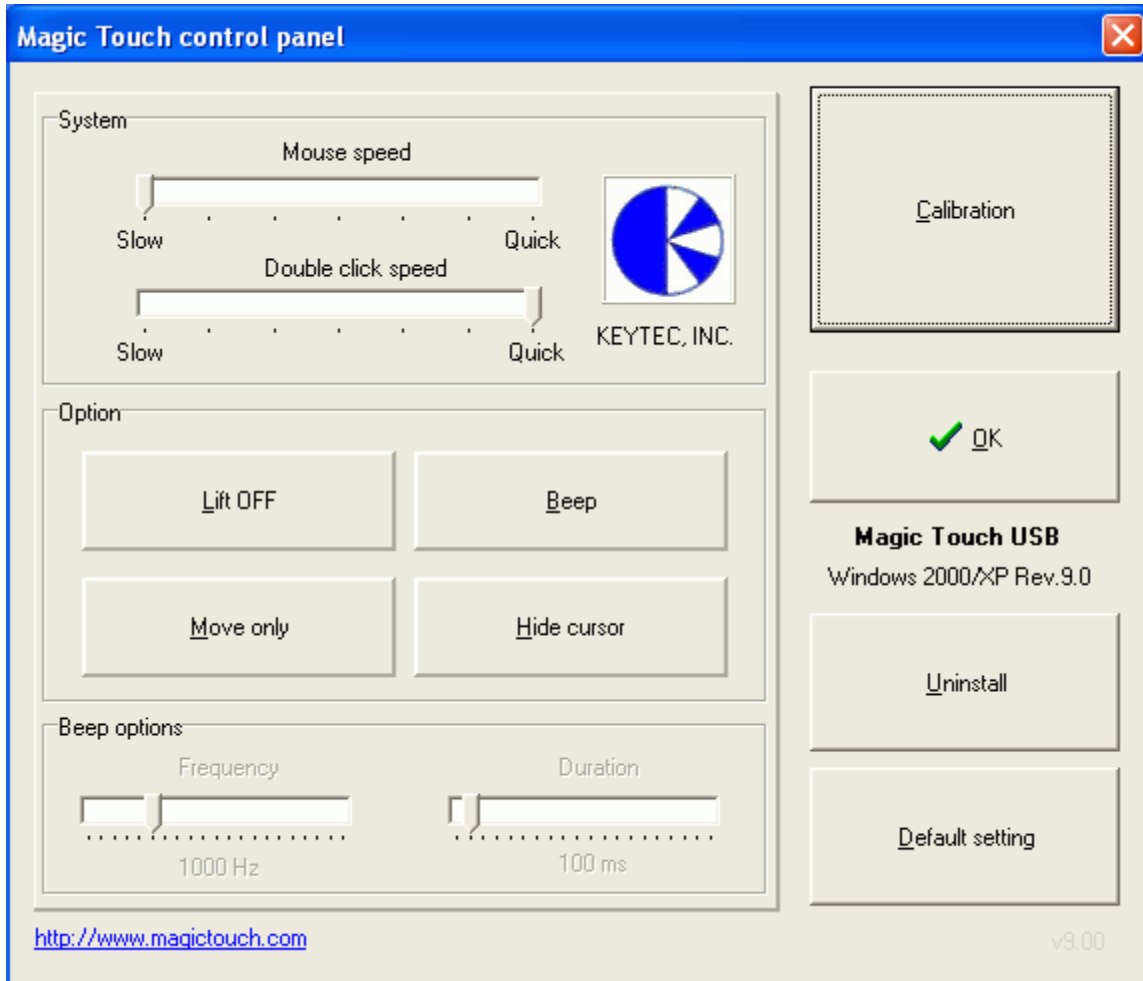 Magic Touch control panel
System
Mouse speed
Slow Quick
Double click speed
Slow Quick
KEYTEC, INC.
Option
Lift OFF
Beep
Move only
Hide cursor
Beep options
Frequency
1000 Hz
Duration
100 ms
http://www.magictouch.com
Calibration
OK
Magic Touch USB
Windows 2000/XP Rev.9.0
Uninstall
Default setting
v9.00